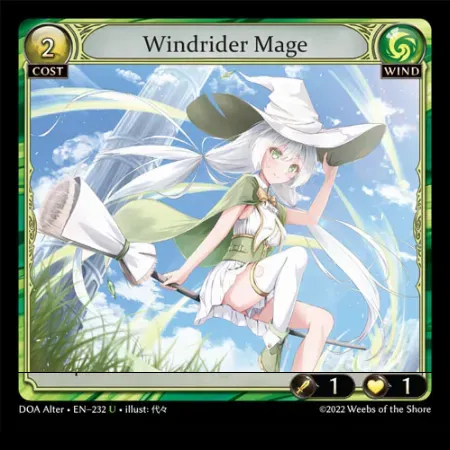 2
COST
Windrider Mage
WIND
1 1
DOA Alter • EN-232 U • illust: 代々
©2022 Weebs of the Shore